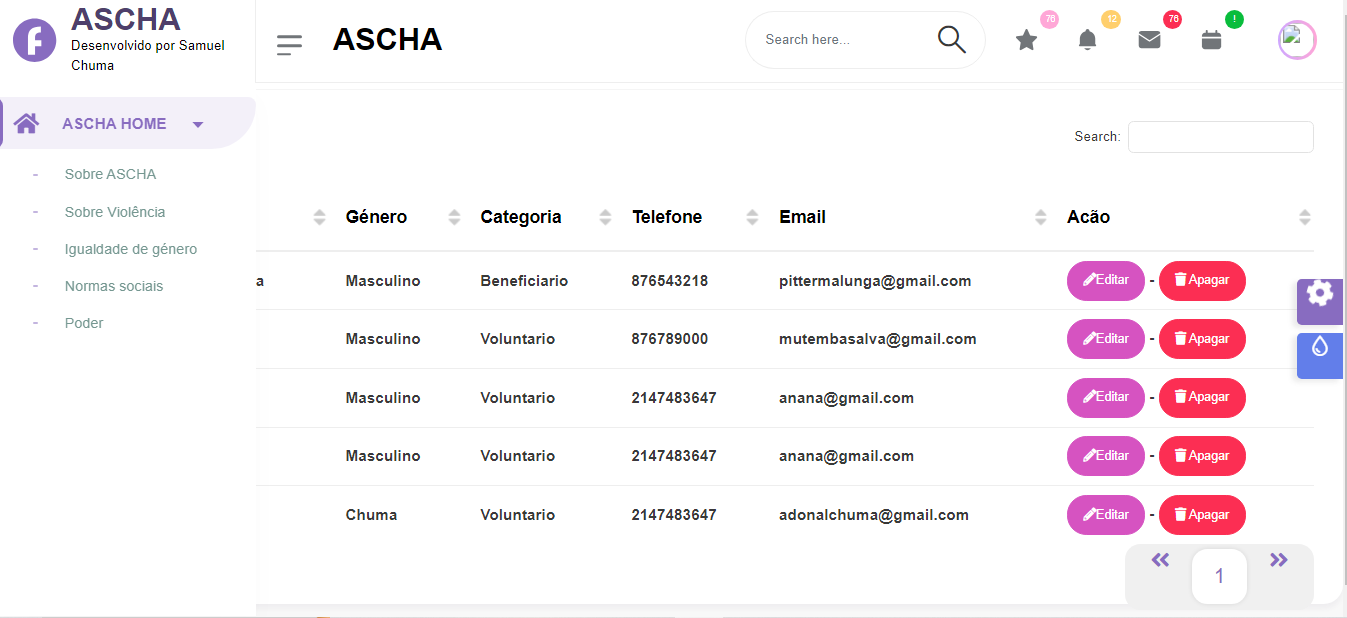 ASCHA
Desenvolvido por Samuel
Chuma
ASCHA
Search here...
76
12
76
!
ASCHA HOME
- Sobre ASCHA
- Sobre Violência
- Igualdade de género
- Normas sociais
- Poder
Search:
Género Categoria Telefone Email Acão
a Masculino Beneficiario 876543218 pittermalunga@gmail.com Editar - Apagar
Masculino Voluntario 876789000 mutembasalva@gmail.com Editar - Apagar
Masculino Voluntario 2147483647 anana@gmail.com Editar - Apagar
Masculino Voluntario 2147483647 anana@gmail.com Editar - Apagar
Chuma Voluntario 2147483647 adonalchuma@gmail.com Editar - Apagar
« 1 »